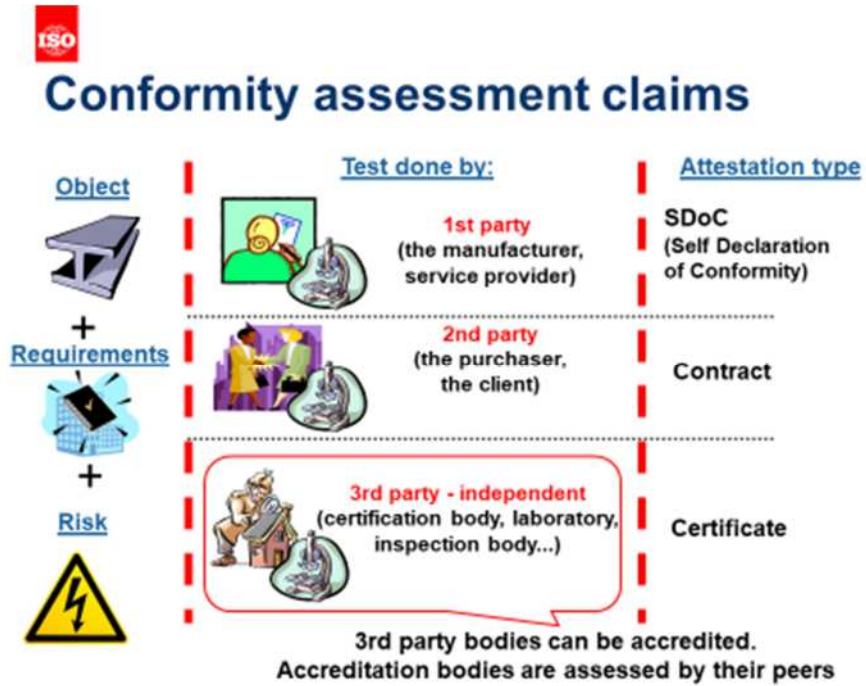 ISO
Conformity assessment claims
Object
+
Requirements
+
Risk
Test done by:
1st party
(the manufacturer,
service provider)
2nd party
(the purchaser,
the client)
3rd party - independent
(certification body, laboratory,
inspection body...)
Attestation type
SDoC
(Self Declaration
of Conformity)
Contract
Certificate
3rd party bodies can be accredited.
Accreditation bodies are assessed by their peers